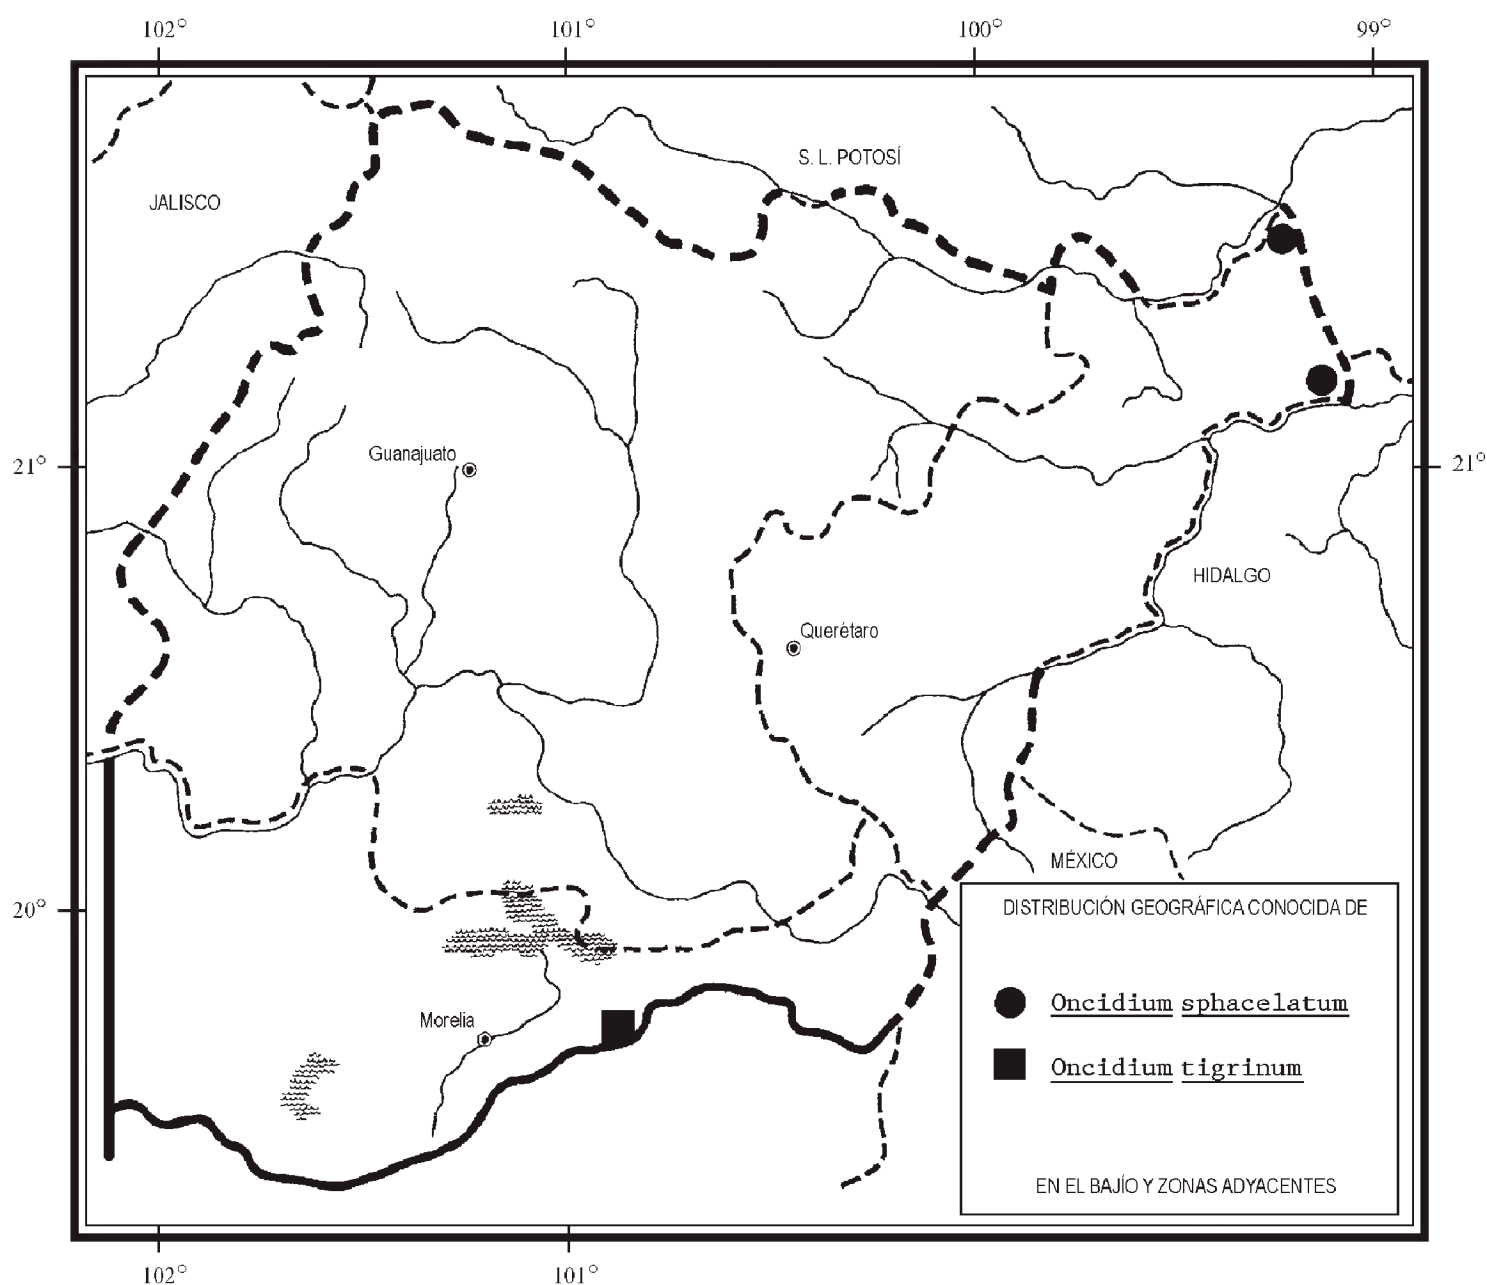 102° 101° 100° 99°
S. L. POTOSÍ
JALISCO
Guanajuato
21° 21°
HIDALGO
Querétaro
MÉXICO
20°
DISTRIBUCIÓN GEOGRÁFICA CONOCIDA DE
Oncidium sphacelatum
Morelia
Oncidium tigrinum
EN EL BAJÍO Y ZONAS ADYACENTES
102° 101°